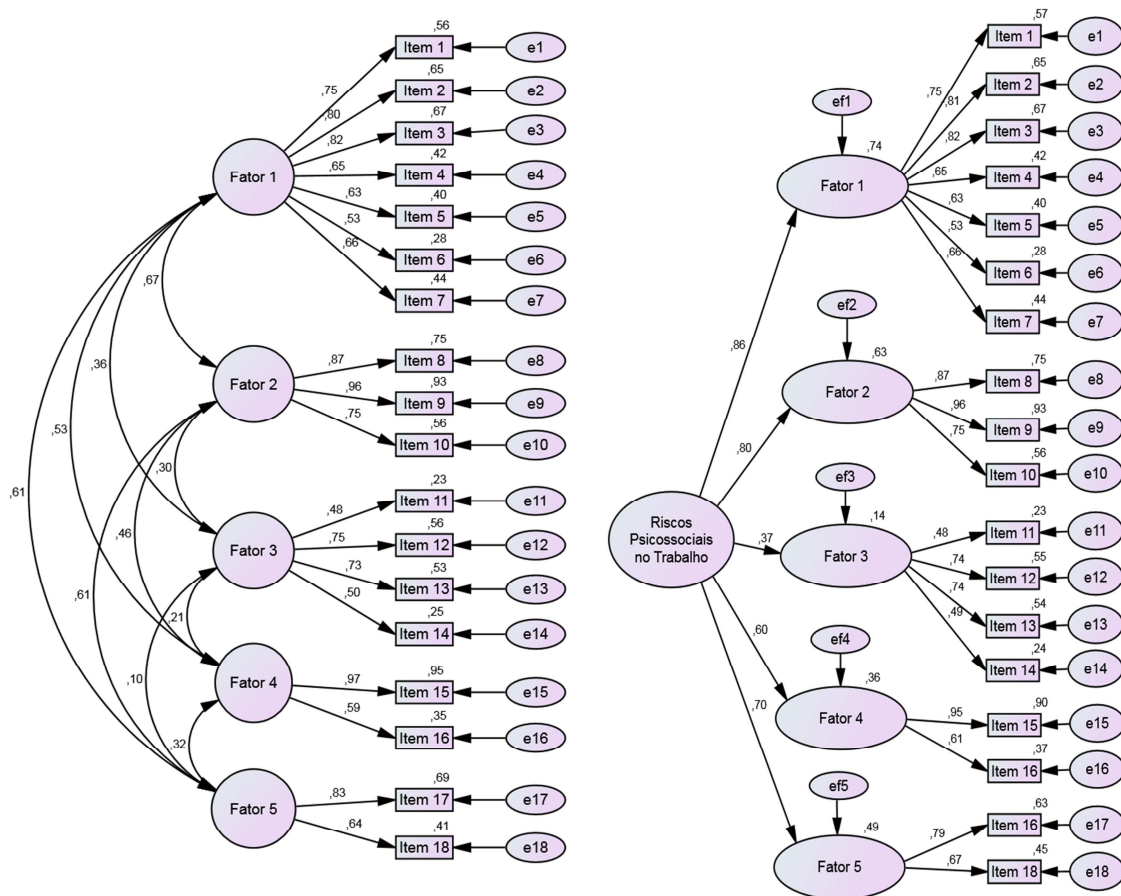 ,56
Item 1
e1
,75
,65
Item 2
e2
,80
,67
Item 3
e3
,82
Fator 1
,42
Item 4
e4
,65
,40
Item 5
e5
,63
,28
Item 6
e6
,53
,44
Item 7
e7
,66
,67
,36
,53
,61
Fator 2
,75
Item 8
e8
,87
,93
Item 9
e9
,96
,56
Item 10
e10
,75
,30
,46
,61
Fator 3
,23
Item 11
e11
,48
,56
Item 12
e12
,75
,53
Item 13
e13
,73
,25
Item 14
e14
,50
,21
,10
Fator 4
,95
Item 15
e15
,97
,35
Item 16
e16
,59
,32
Fator 5
,69
Item 17
e17
,83
,41
Item 18
e18
,64
Riscos
Psicossociais
no Trabalho
ef1
,74
Fator 1
,86
,57
Item 1
e1
,75
,65
Item 2
e2
,81
,67
Item 3
e3
,82
,42
Item 4
e4
,65
,40
Item 5
e5
,63
,28
Item 6
e6
,53
,44
Item 7
e7
,66
ef2
,63
Fator 2
,80
,75
Item 8
e8
,87
,93
Item 9
e9
,96
,56
Item 10
e10
,75
ef3
,14
Fator 3
,37
,23
Item 11
e11
,48
,55
Item 12
e12
,74
,54
Item 13
e13
,74
,24
Item 14
e14
,49
ef4
,36
Fator 4
,60
,90
Item 15
e15
,95
,37
Item 16
e16
,61
ef5
,49
Fator 5
,70
,63
Item 16
e17
,79
,45
Item 18
e18
,67